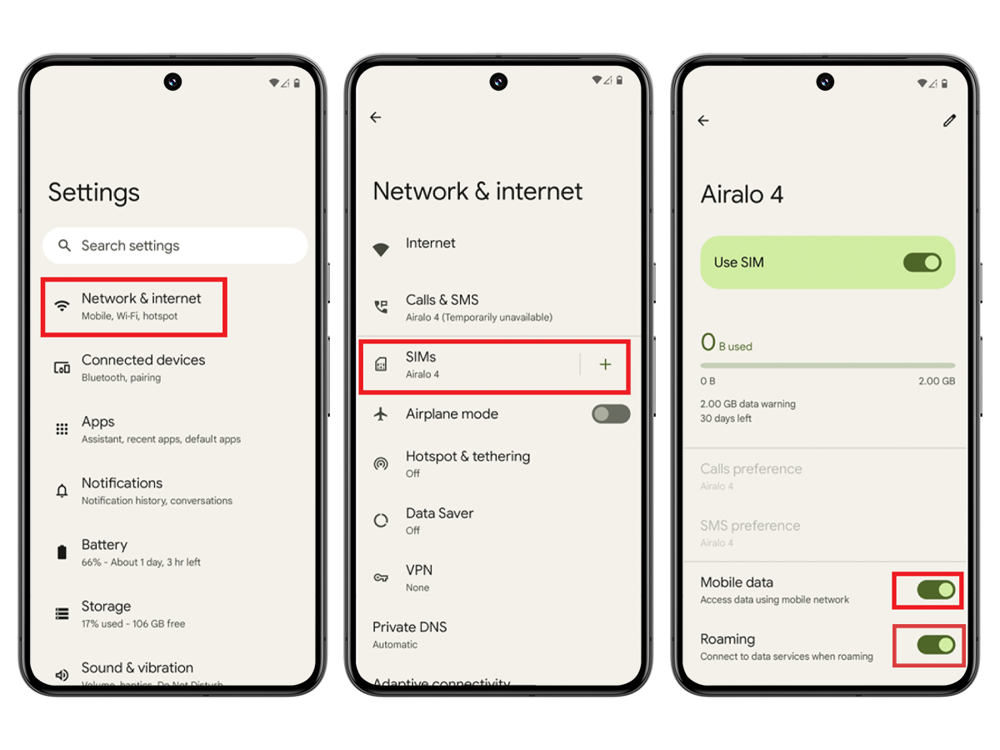 Settings
Search settings
Network & internet
Mobile, Wi-Fi, hotspot
Connected devices
Bluetooth, pairing
Apps
Assistant, recent apps, default apps
Notifications
Notification history, conversations
Battery
66% - About 1 day, 3 hr left
Storage
17% used - 106 GB free
Sound & vibration
Volume, haptics, Do Not Disturb
Network & internet
Internet
Calls & SMS
Airalo 4 (Temporarily unavailable)
SIMs
Airalo 4
+
Airplane mode
Hotspot & tethering
Off
Data Saver
Off
VPN
None
Private DNS
Automatic
Adaptive connectivity
Airalo 4
Use SIM
0 B used
0 B 2.00 GB
2.00 GB data warning
30 days left
Calls preference
Airalo 4
SMS preference
Airalo 4
Mobile data
Access data using mobile network
Roaming
Connect to data services when roaming